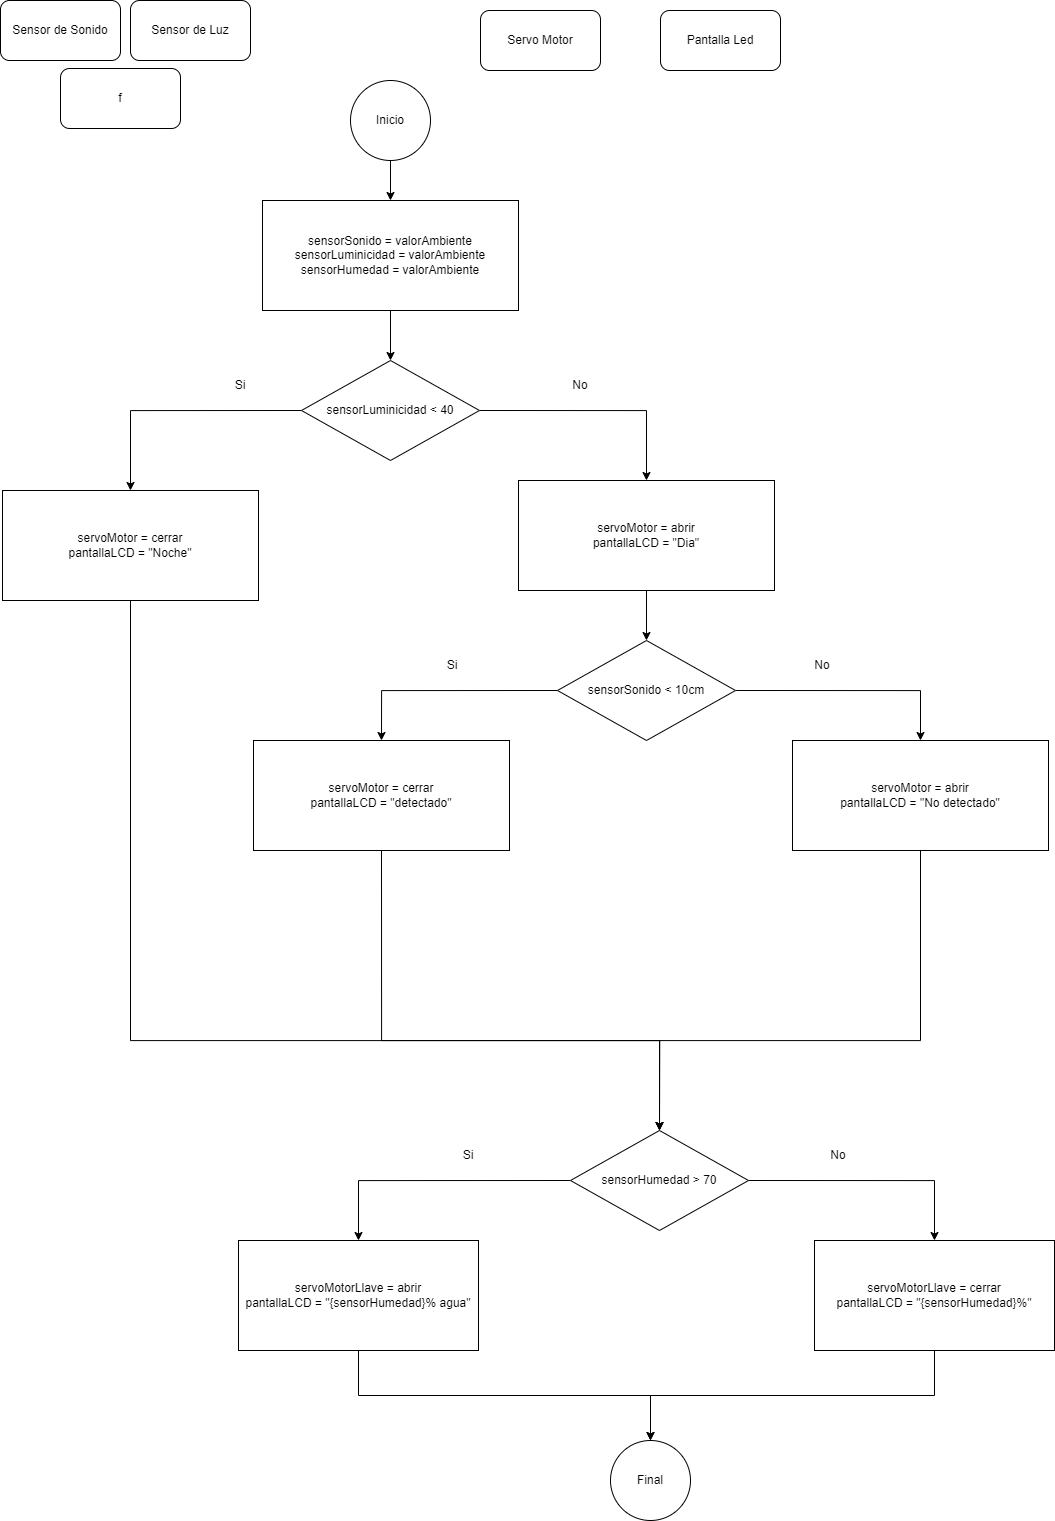 Sensor de Sonido
Sensor de Luz
Servo Motor
Pantalla Led
f
Inicio
sensorSonido = valorAmbiente
sensorLuminicidad = valorAmbiente
sensorHumedad = valorAmbiente
Si
No
sensorLuminicidad < 40
servoMotor = cerrar
pantallaLCD = "Noche"
servoMotor = abrir
pantallaLCD = "Dia"
Si
No
sensorSonido < 10cm
servoMotor = cerrar
pantallaLCD = "detectado"
servoMotor = abrir
pantallaLCD = "No detectado"
Si
No
sensorHumedad > 70
servoMotorLlave = abrir
pantallaLCD = "{sensorHumedad}% agua"
servoMotorLlave = cerrar
pantallaLCD = "{sensorHumedad}%"
Final